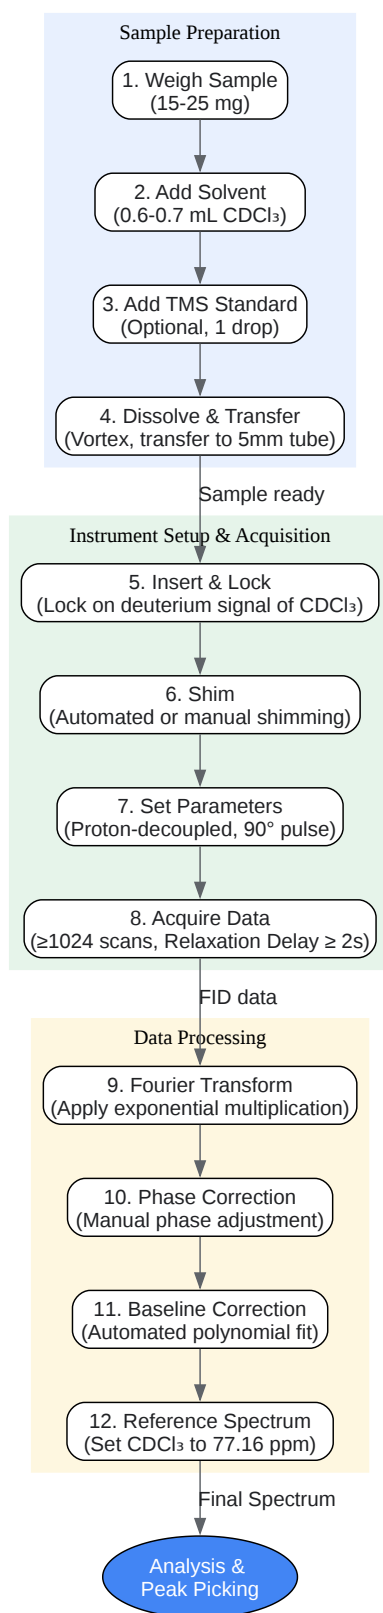 Sample Preparation
1. Weigh Sample
(15-25 mg)
2. Add Solvent
(0.6-0.7 mL CDCl₃)
3. Add TMS Standard
(Optional, 1 drop)
4. Dissolve & Transfer
(Vortex, transfer to 5mm tube)
Sample ready
Instrument Setup & Acquisition
5. Insert & Lock
(Lock on deuterium signal of CDCl₃)
6. Shim
(Automated or manual shimming)
7. Set Parameters
(Proton-decoupled, 90° pulse)
8. Acquire Data
(≥1024 scans, Relaxation Delay ≥ 2s)
FID data
Data Processing
9. Fourier Transform
(Apply exponential multiplication)
10. Phase Correction
(Manual phase adjustment)
11. Baseline Correction
(Automated polynomial fit)
12. Reference Spectrum
(Set CDCl₃ to 77.16 ppm)
Final Spectrum
Analysis &
Peak Picking